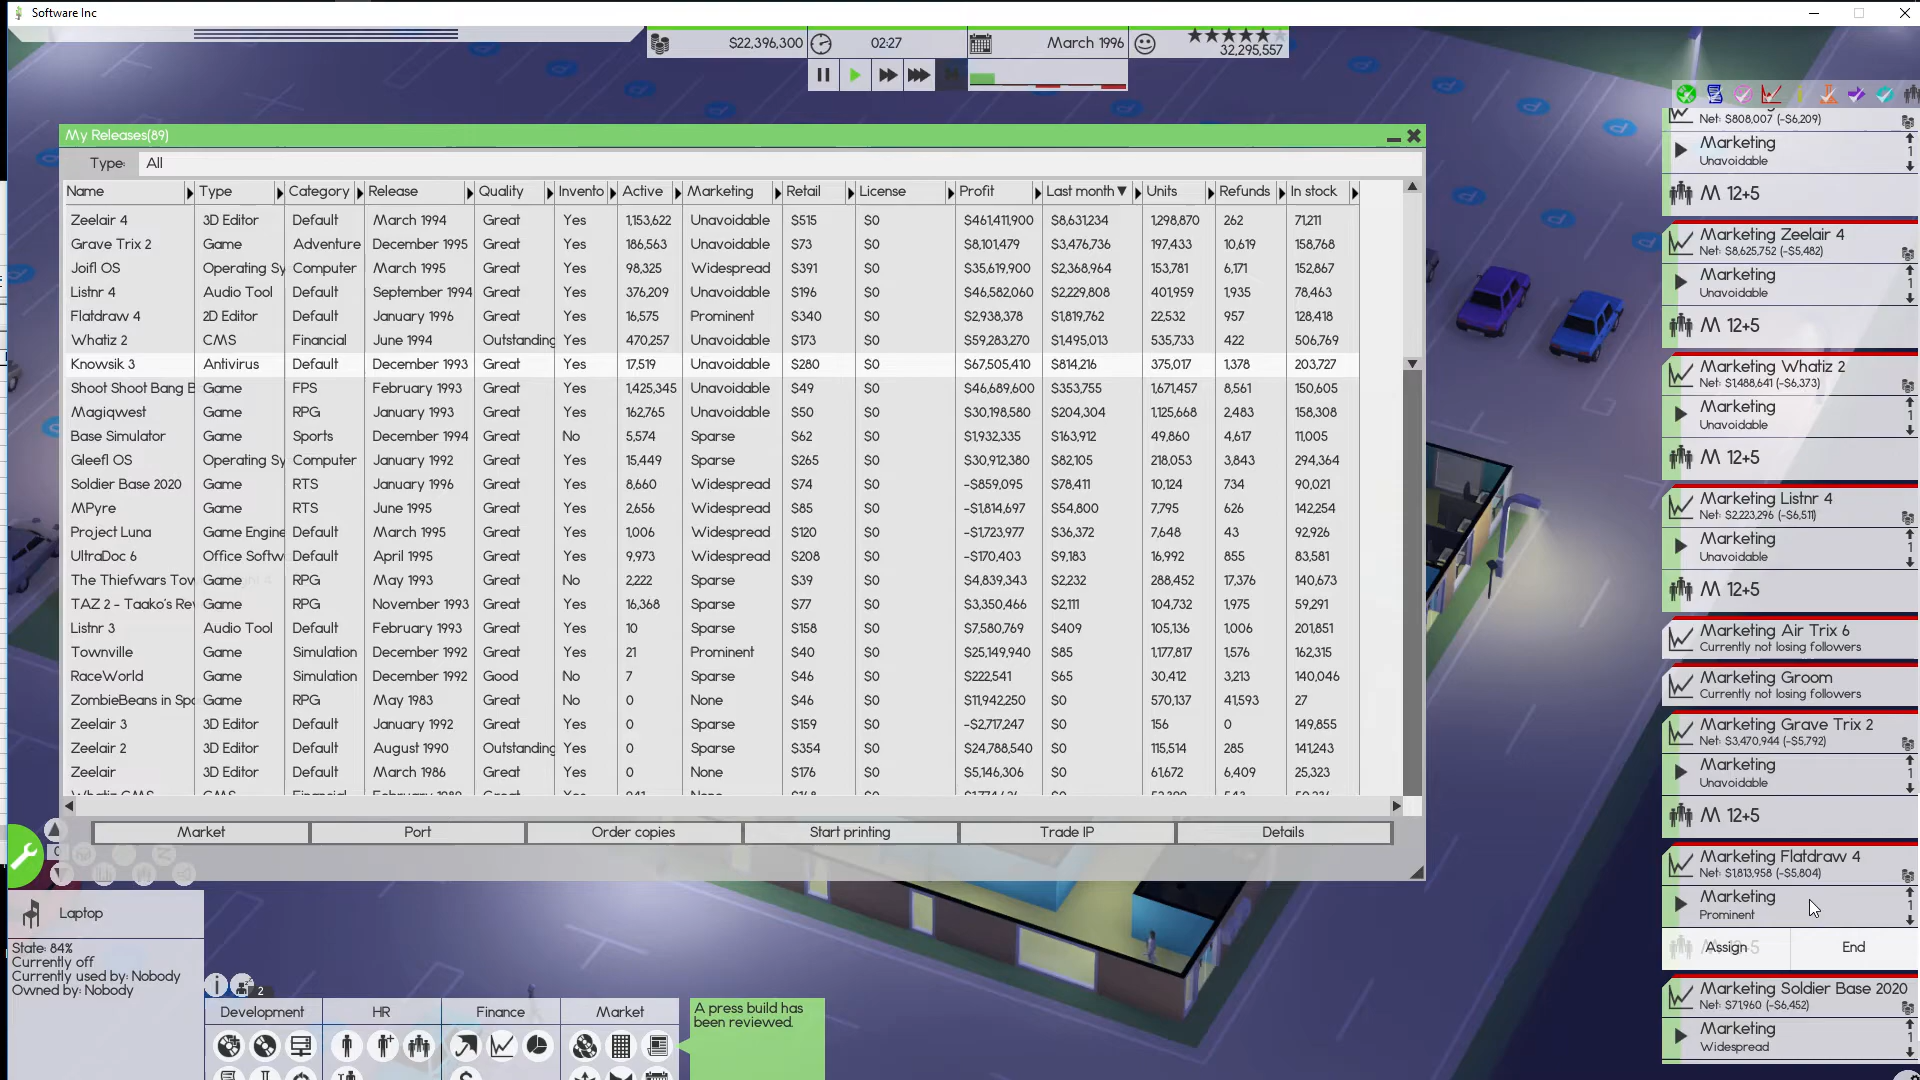 Software Inc
$22,396,300
02:27
March 1996
32,295,557
My Releases(89)
Type: All
Name Type Category Release Quality Invento Active Marketing Retail License Profit Last month Units Refunds In stock
Zeelair 4 3D Editor Default March 1994 Great Yes 1,153,622 Unavoidable $515 $0 $461,411,900 $8,631,234 1,298,870 262 71,211
Grave Trix 2 Game Adventure December 1995 Great Yes 186,563 Unavoidable $73 $0 $8,101,479 $3,476,736 197,433 10,619 158,768
Joifl OS Operating Sy Computer March 1995 Great Yes 98,325 Widespread $391 $0 $35,619,900 $2,368,964 153,781 6,171 152,867
Listnr 4 Audio Tool Default September 1994 Great Yes 376,209 Unavoidable $196 $0 $46,582,060 $2,229,808 401,959 1,935 78,463
Flatdraw 4 2D Editor Default January 1996 Great Yes 16,575 Prominent $340 $0 $2,938,378 $1,819,762 22,532 957 128,418
Whatiz 2 CMS Financial June 1994 Outstanding Yes 470,257 Unavoidable $173 $0 $59,283,270 $1,495,013 535,733 422 506,769
Knowsik 3 Antivirus Default December 1993 Great Yes 17,519 Unavoidable $280 $0 $67,505,410 $814,216 375,017 1,378 203,727
Shoot Shoot Bang B Game FPS February 1993 Great Yes 1,425,345 Unavoidable $49 $0 $46,689,600 $353,755 1,671,457 8,561 150,605
Magiqwest Game RPG January 1993 Great Yes 162,765 Unavoidable $50 $0 $30,198,580 $204,304 1,125,668 2,483 158,308
Base Simulator Game Sports December 1994 Great No 5,574 Sparse $62 $0 $1,932,335 $163,912 49,860 4,617 11,005
Gleefl OS Operating Sy Computer January 1992 Great Yes 15,449 Sparse $265 $0 $30,912,380 $82,105 218,053 3,843 294,364
Soldier Base 2020 Game RTS January 1996 Great Yes 8,660 Widespread $74 $0 -$859,095 $78,411 10,124 734 90,021
MPyre Game RTS June 1995 Great Yes 2,656 Widespread $85 $0 -$1,814,697 $54,800 7,795 626 142,254
Project Luna Game Engine Default March 1995 Great Yes 1,006 Widespread $120 $0 -$1,723,977 $36,372 7,648 43 92,926
UltraDoc 6 Office Softw Default April 1995 Great Yes 9,973 Widespread $208 $0 -$170,403 $9,183 16,992 855 83,581
The Thiefwars Tow Game RPG May 1993 Great No 2,222 Sparse $39 $0 $4,839,343 $2,232 288,452 17,376 140,673
TAZ 2 - Taako's Rev Game RPG November 1993 Great Yes 16,368 Sparse $77 $0 $3,350,466 $2,111 104,732 1,975 59,291
Listnr 3 Audio Tool Default February 1993 Great Yes 10 Sparse $158 $0 $7,580,769 $409 105,136 1,006 201,851
Townville Game Simulation December 1992 Great Yes 21 Prominent $40 $0 $25,149,940 $85 1,177,817 1,576 162,315
RaceWorld Game Simulation December 1992 Good No 7 Sparse $46 $0 $222,541 $65 30,412 3,213 140,046
ZombieBeans in Spo Game RPG May 1983 Great No 0 None $46 $0 $11,942,250 $0 570,137 41,593 27
Zeelair 3 3D Editor Default January 1992 Great Yes 0 Sparse $159 $0 -$2,717,247 $0 156 0 149,855
Zeelair 2 3D Editor Default August 1990 Outstanding Yes 0 Sparse $354 $0 $24,788,540 $0 115,514 285 141,243
Zeelair 3D Editor Default March 1986 Great Yes 0 None $176 $0 $5,146,306 $0 61,672 6,409 25,323
Market Port Order copies Start printing Trade IP Details
Net: $808,007 (-$6,209)
Marketing
Unavoidable
1
M 12+5
Marketing Zeelair 4
Net: $8,625,752 (-$5,482)
Marketing
Unavoidable
1
M 12+5
Marketing Whatiz 2
Net: $1,488,641 (-$6,373)
Marketing
Unavoidable
1
M 12+5
Marketing Listnr 4
Net: $2,223,296 (-$6,511)
Marketing
Unavoidable
1
M 12+5
Marketing Air Trix 6
Currently not losing followers
Marketing Groom
Currently not losing followers
Marketing Grave Trix 2
Net: $3,470,944 (-$5,792)
Marketing
Unavoidable
1
M 12+5
Marketing Flatdraw 4
Net: $1,813,958 (-$5,804)
Marketing
Prominent
1
Assign End
Marketing Soldier Base 2020
Net: $71,960 (-$6,452)
Marketing
Widespread
1
Laptop
State: 84%
Currently off
Currently used by: Nobody
Owned by: Nobody
2
Development HR Finance Market
A press build has
been reviewed.